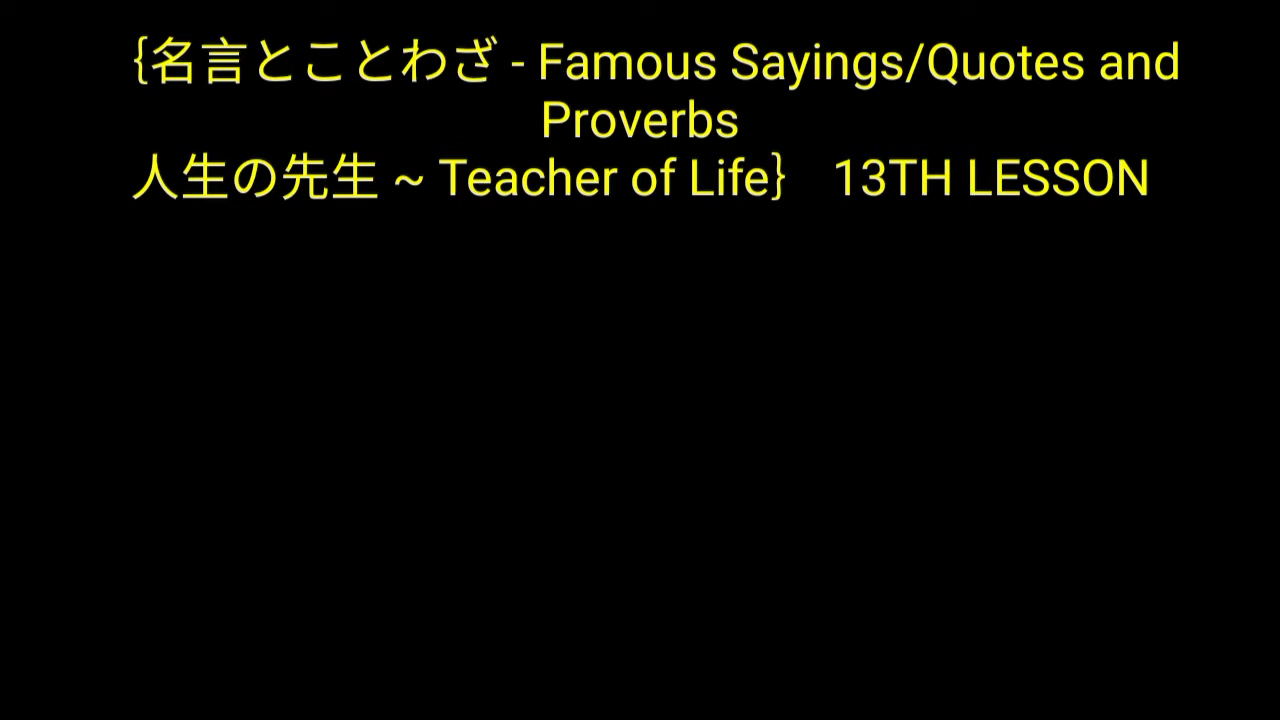 {名言とことわざ - Famous Sayings/Quotes and
Proverbs
人生の先生 ~ Teacher of Life} 13TH LESSON